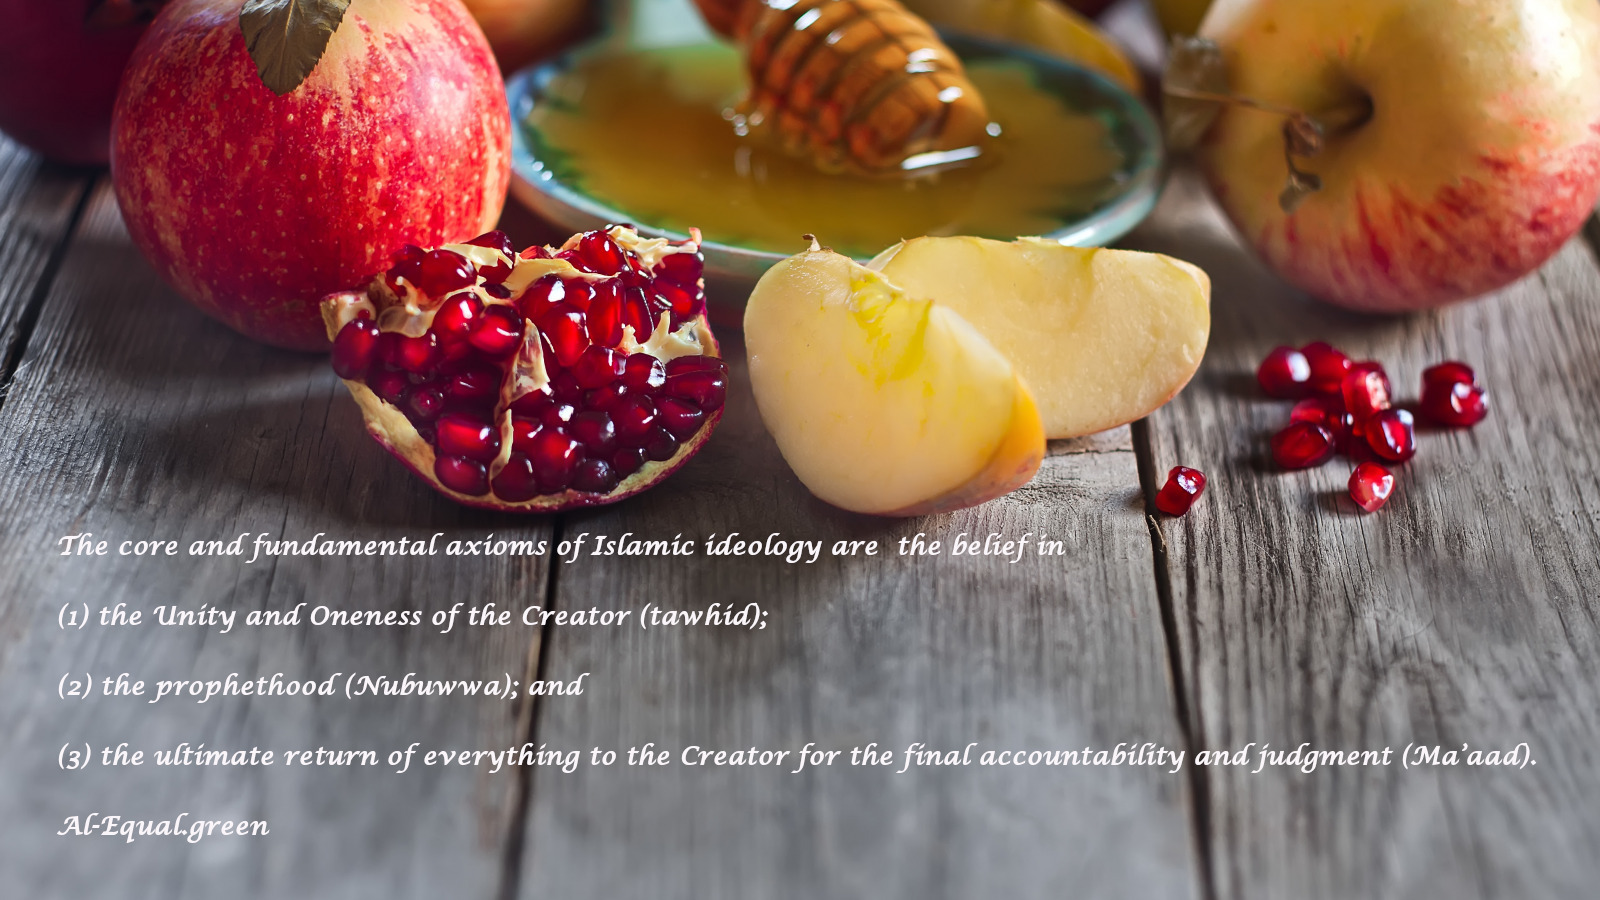 The core and fundamental axioms of Islamic ideology are  the belief in
(1) the Unity and Oneness of the Creator (tawhid);
(2) the prophethood (Nubuwwa); and
(3) the ultimate return of everything to the Creator for the final accountability and judgment (Ma’aad).
Al-Equal.green